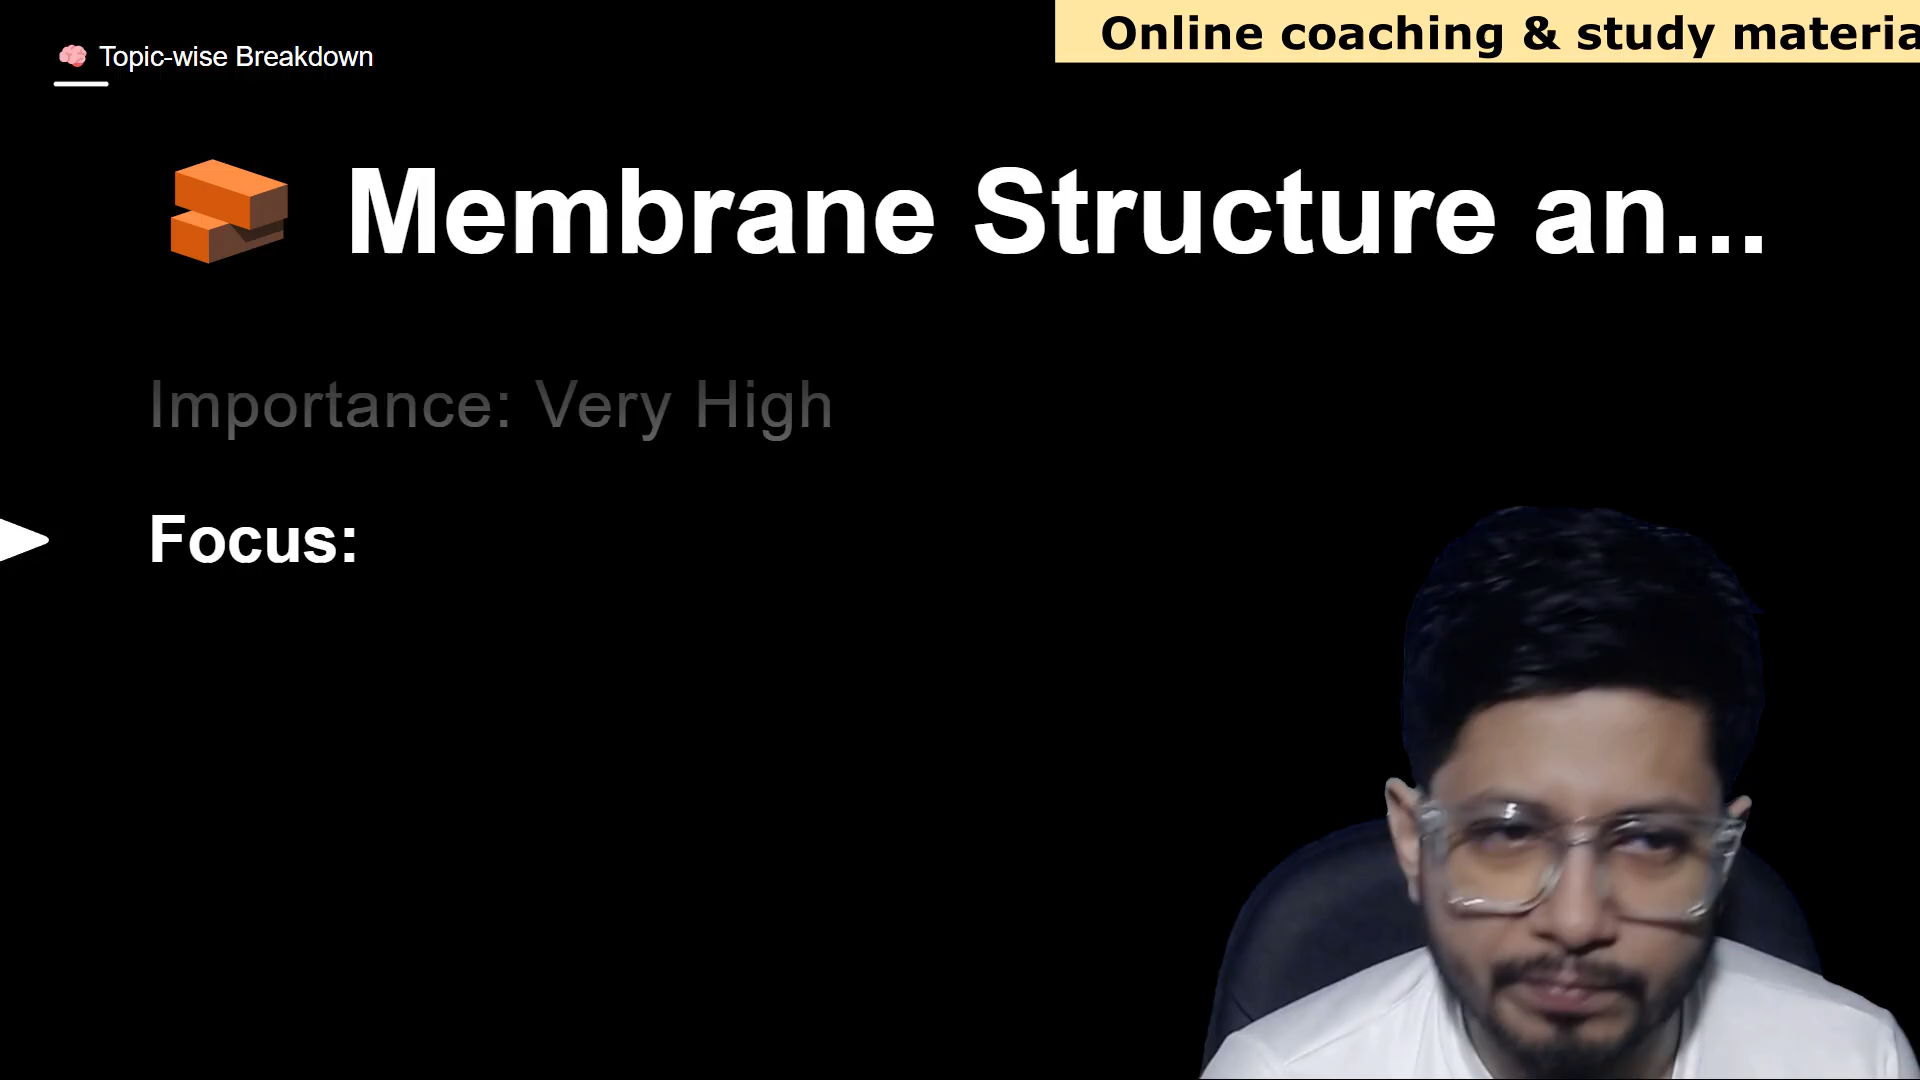 Topic-wise Breakdown
Online coaching & study materia
Membrane Structure an...
Importance: Very High
Focus: